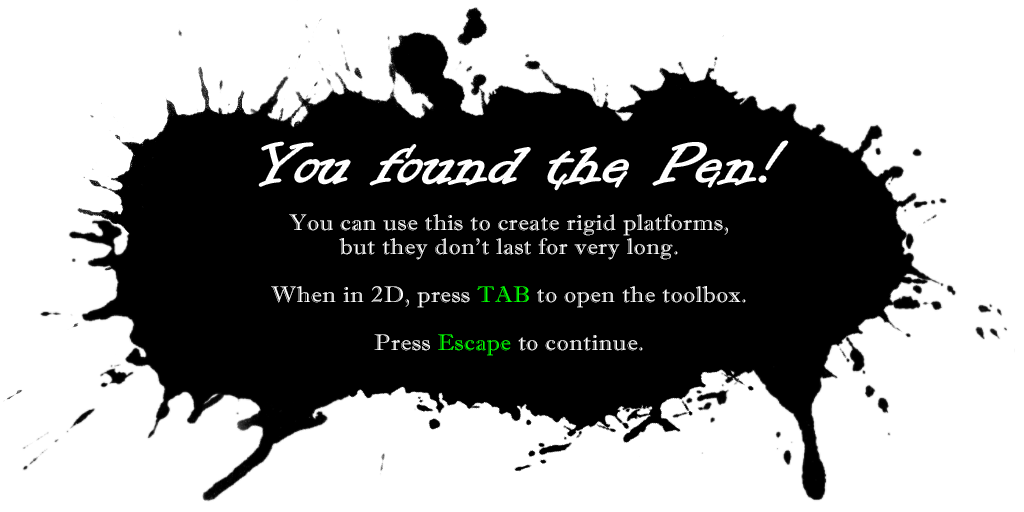 You found the Pen!
You can use this to create rigid platforms,
but they don't last for very long.
When in 2D, press TAB to open the toolbox.
Press Escape to continue.